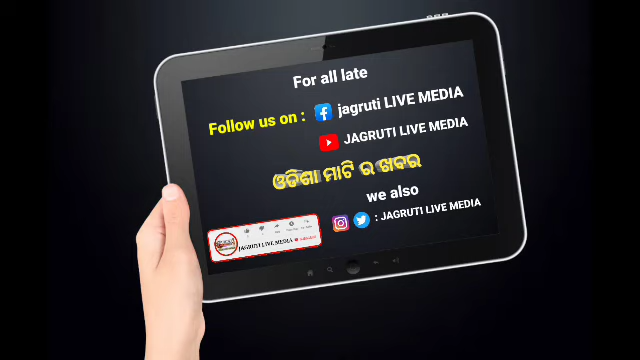 For all late
Follow us on : jagruti LIVE MEDIA
JAGRUTI LIVE MEDIA
ଓଡିଶା ମାଟି ର ଖବର
we also
: JAGRUTI LIVE MEDIA
JAGRUTI LIVE MEDIA